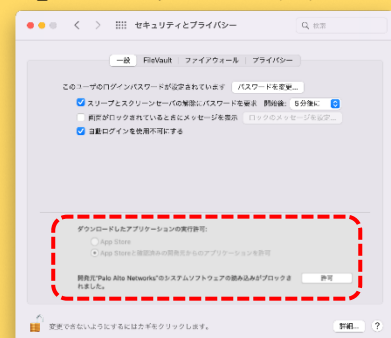 セキュリティとプライバシー
検索
一般 FileVault ファイアウォール プライバシー
このユーザのログインパスワードが設定されています パスワードを変更...
スリープとスクリーンセーバの解除にパスワードを要求 開始後: 5分後に
画面がロックされているときにメッセージを表示 ロックのメッセージを設定...
自動ログインを使用不可にする
ダウンロードしたアプリケーションの実行許可:
App Store
App Storeと確認済みの開発元からのアプリケーションを許可
開発元"Palo Alto Networks"のシステムソフトウェアの読み込みがブロックさ 許可
れました。
変更できないようにするにはカギをクリックします。 詳細... ?